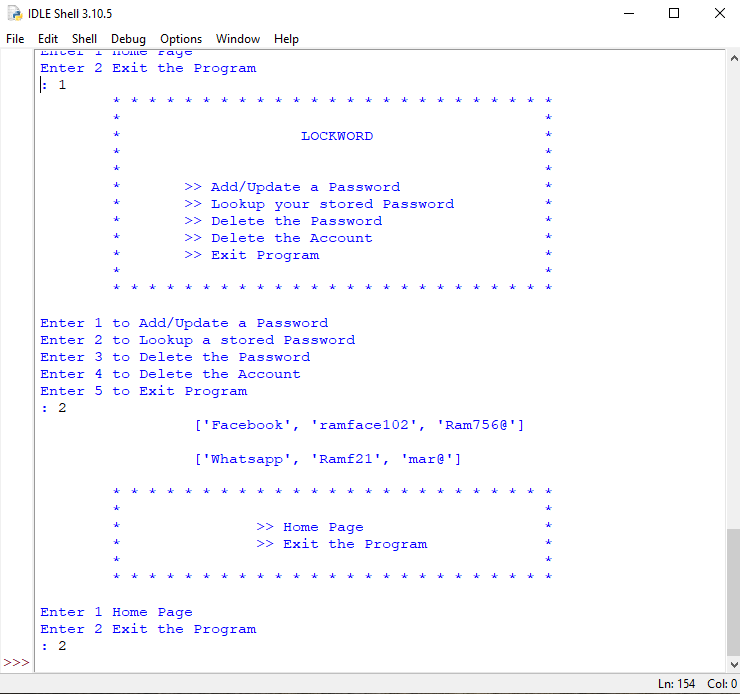 IDLE Shell 3.10.5
File Edit Shell Debug Options Window Help
Enter 1 Home Page
Enter 2 Exit the Program
: 1
* * * * * * * * * * * * * * * * * * * * * * * * *
* *
* LOCKWORD *
* *
* *
* >> Add/Update a Password *
* >> Lookup your stored Password *
* >> Delete the Password *
* >> Delete the Account *
* >> Exit Program *
* *
* * * * * * * * * * * * * * * * * * * * * * * * *
Enter 1 to Add/Update a Password
Enter 2 to Lookup a stored Password
Enter 3 to Delete the Password
Enter 4 to Delete the Account
Enter 5 to Exit Program
: 2
['Facebook', 'ramface102', 'Ram756@']
['Whatsapp', 'Ramf21', 'mar@']
* * * * * * * * * * * * * * * * * * * * * * * * *
* *
* >> Home Page *
* >> Exit the Program *
* *
* * * * * * * * * * * * * * * * * * * * * * * * *
Enter 1 Home Page
Enter 2 Exit the Program
: 2
>>>
Ln: 154 Col: 0